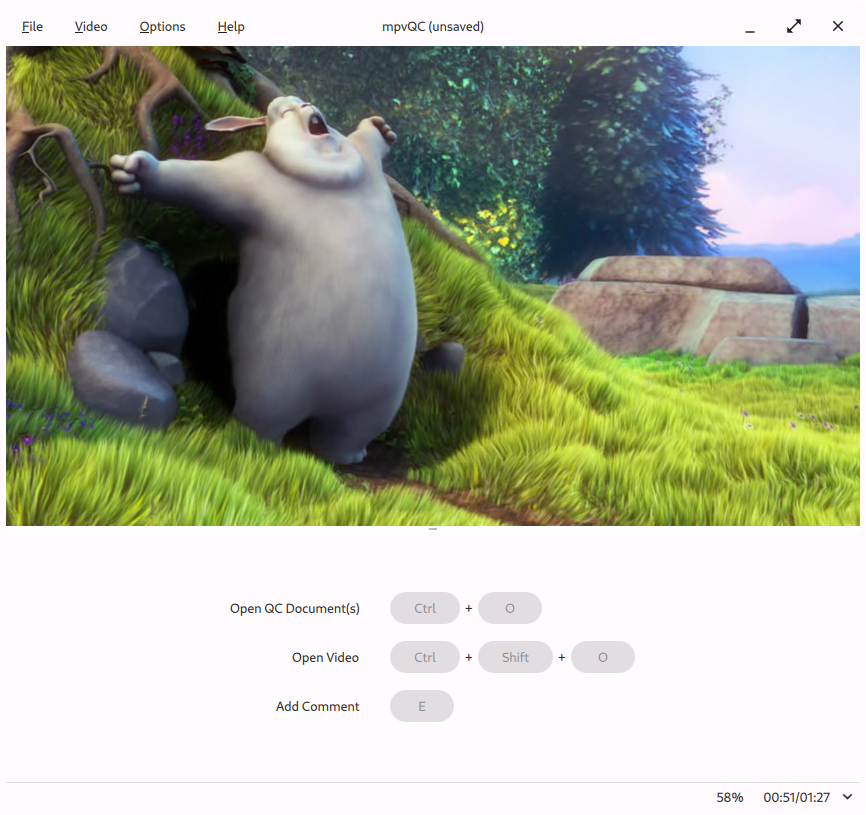 File Video Options Help mpvQC (unsaved)
Open QC Document(s) Ctrl + O
Open Video Ctrl + Shift + O
Add Comment E
58% 00:51/01:27